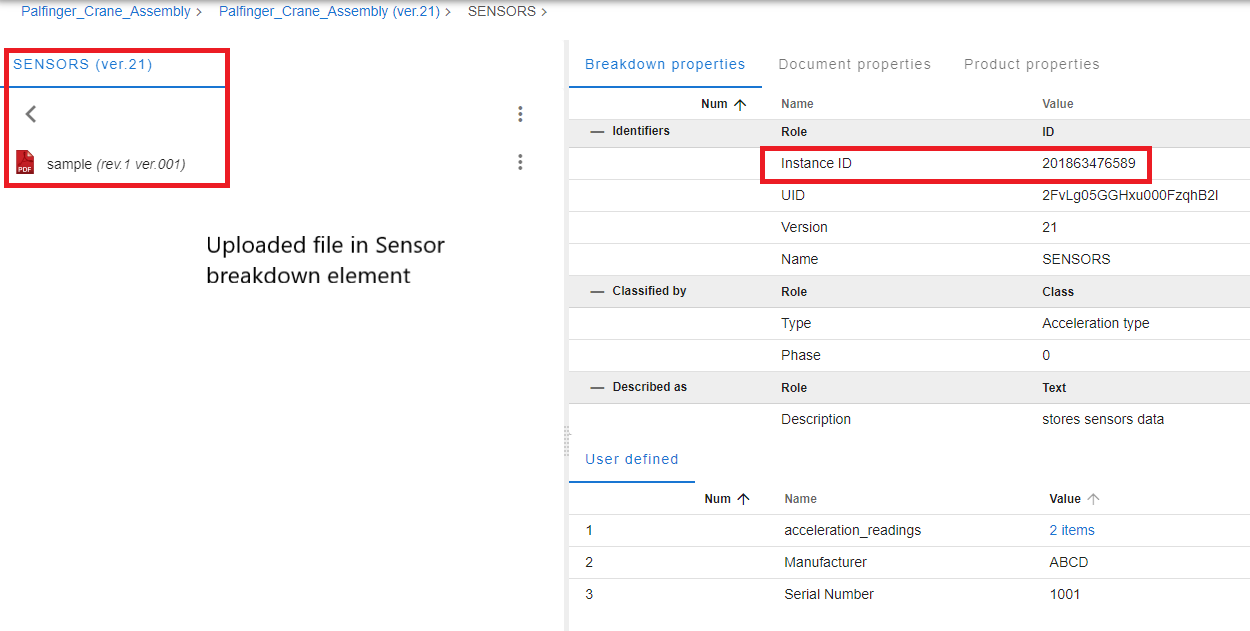 Palfinger_Crane_Assembly > Palfinger_Crane_Assembly (ver.21) > SENSORS >
SENSORS (ver.21)
PDF sample (rev.1 ver.001)
Uploaded file in Sensor
breakdown element
Breakdown properties Document properties Product properties
Num Name Value
Identifiers Role ID
Instance ID 201863476589
UID 2FvLg05GGHxu000FzqhB2I
Version 21
Name SENSORS
Classified by Role Class
Type Acceleration type
Phase 0
Described as Role Text
Description stores sensors data
User defined
Num Name Value
1 acceleration_readings 2 items
2 Manufacturer ABCD
3 Serial Number 1001